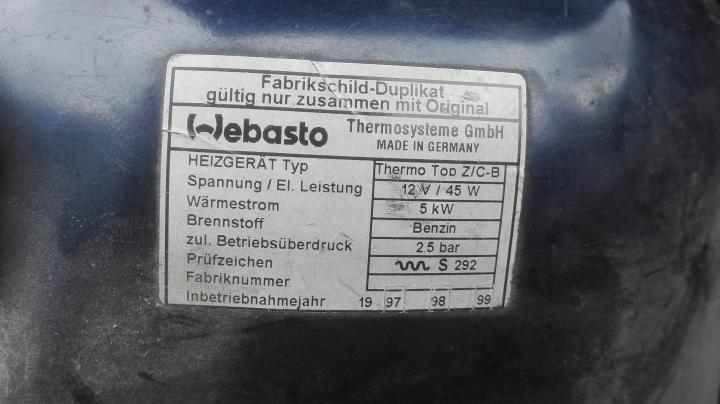 Fabrikschild-Duplikat
gültig nur zusammen mit Original
Webasto Thermosysteme GmbH
MADE IN GERMANY
HEIZGERÄT Typ Thermo Top Z/C-B
Spannung / El. Leistung 12 V / 45 W
Wärmestrom 5 kW
Brennstoff Benzin
zul. Betriebsüberdruck 2.5 bar
Prüfzeichen S 292
Fabriknummer
Inbetriebnahmejahr 19 97 98 99